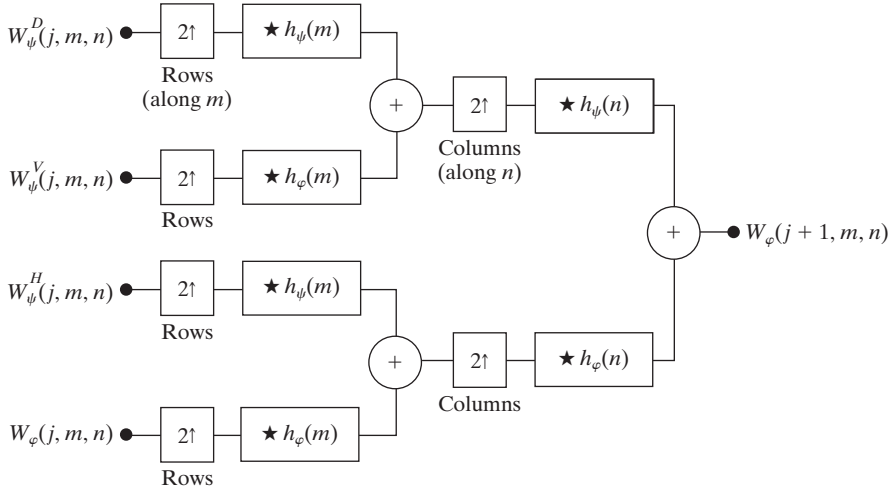 W_ψ^D(j, m, n) 2↑ ★ h_ψ(m)
Rows
(along m)
+ 2↑ ★ h_ψ(n)
Columns
(along n)
W_ψ^V(j, m, n) 2↑ ★ h_φ(m)
Rows
+ W_φ(j + 1, m, n)
W_ψ^H(j, m, n) 2↑ ★ h_ψ(m)
Rows
+ 2↑ ★ h_φ(n)
Columns
W_φ(j, m, n) 2↑ ★ h_φ(m)
Rows